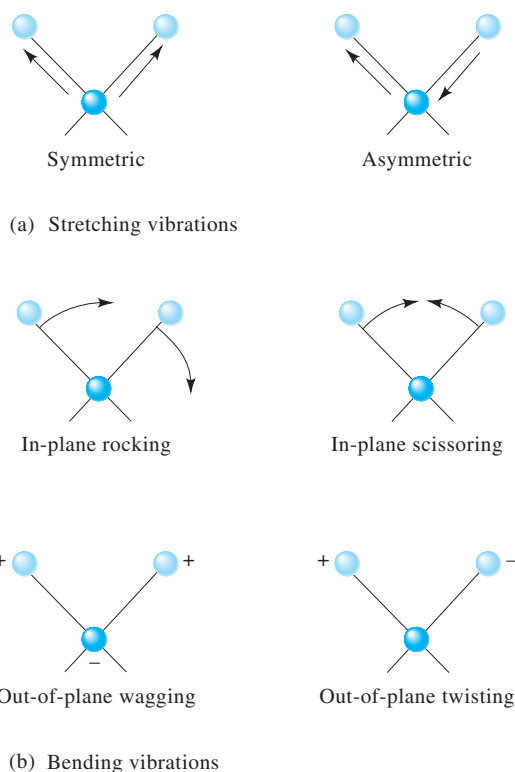 Symmetric
Asymmetric
(a) Stretching vibrations
In-plane rocking
In-plane scissoring
+ +
+ –
–
Out-of-plane wagging
Out-of-plane twisting
(b) Bending vibrations